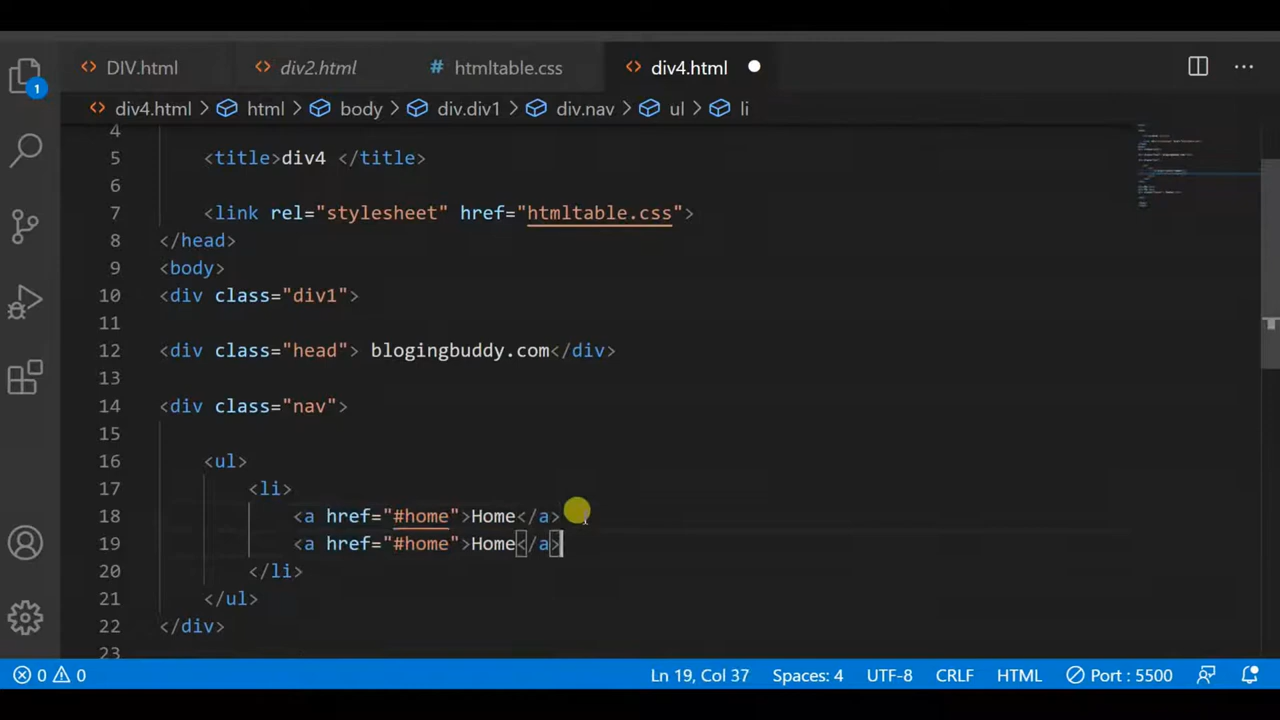 DIV.html div2.html # htmltable.css div4.html
1
div4.html > html > body > div.div1 > div.nav > ul > li
4
5 <title>div4 </title>
6
7 <link rel="stylesheet" href="htmltable.css">
8 </head>
9 <body>
10 <div class="div1">
11
12 <div class="head"> blogingbuddy.com</div>
13
14 <div class="nav">
15
16 <ul>
17 <li>
18 <a href="#home">Home</a>
19 <a href="#home">Home</a>
20 </li>
21 </ul>
22 </div>
23
0 0 Ln 19, Col 37 Spaces: 4 UTF-8 CRLF HTML Port : 5500